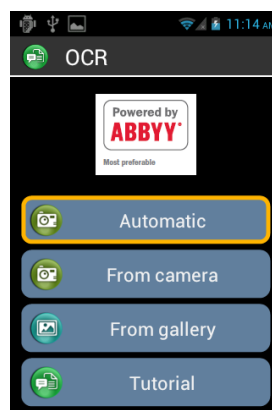 11:14 AM
OCR
Powered by
ABBYY®
Most preferable
Automatic
From camera
From gallery
Tutorial